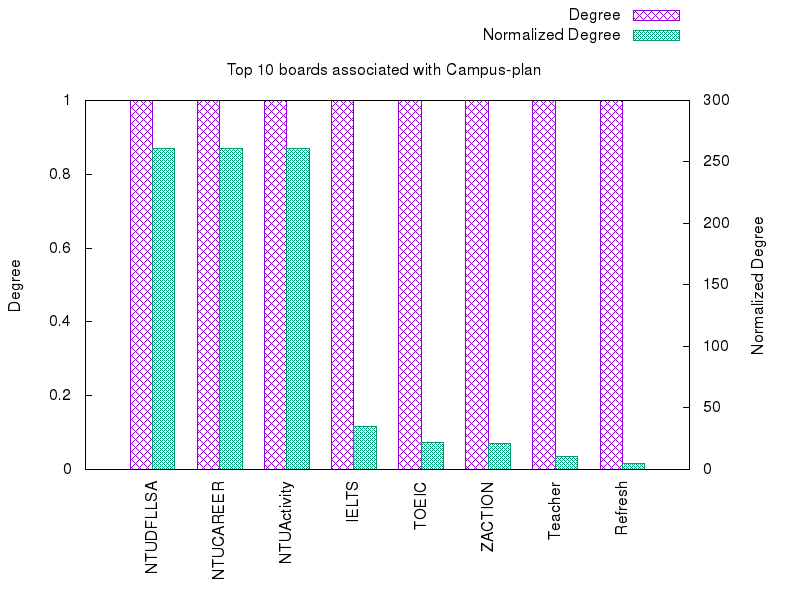 Degree
Normalized Degree
Top 10 boards associated with Campus-plan
1
0.8
0.6
0.4
0.2
0
300
250
200
150
100
50
0
Degree
Normalized Degree
NTUDFLLSA
NTUCAREER
NTUActivity
IELTS
TOEIC
ZACTION
Teacher
Refresh